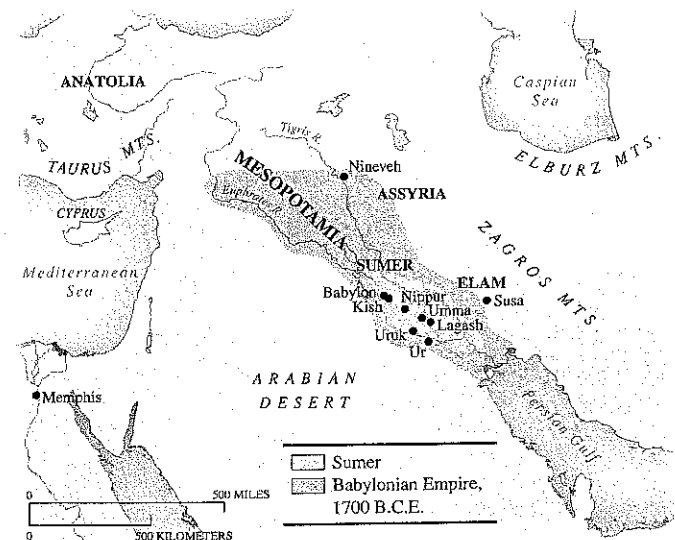 ANATOLIA
Caspian
Sea
Tigris R.
TAURUS MTS.
ELBURZ MTS.
Nineveh
MESOPOTAMIA
ASSYRIA
CYPRUS
Euphrates R.
ZAGROS MTS.
Mediterranean
Sea
SUMER
ELAM
Babylon
Nippur
Susa
Kish
Umma
Lagash
Uruk
Ur
ARABIAN
DESERT
Memphis
Persian Gulf
Sumer
Babylonian Empire,
1700 B.C.E.
0 500 MILES
0 500 KILOMETERS